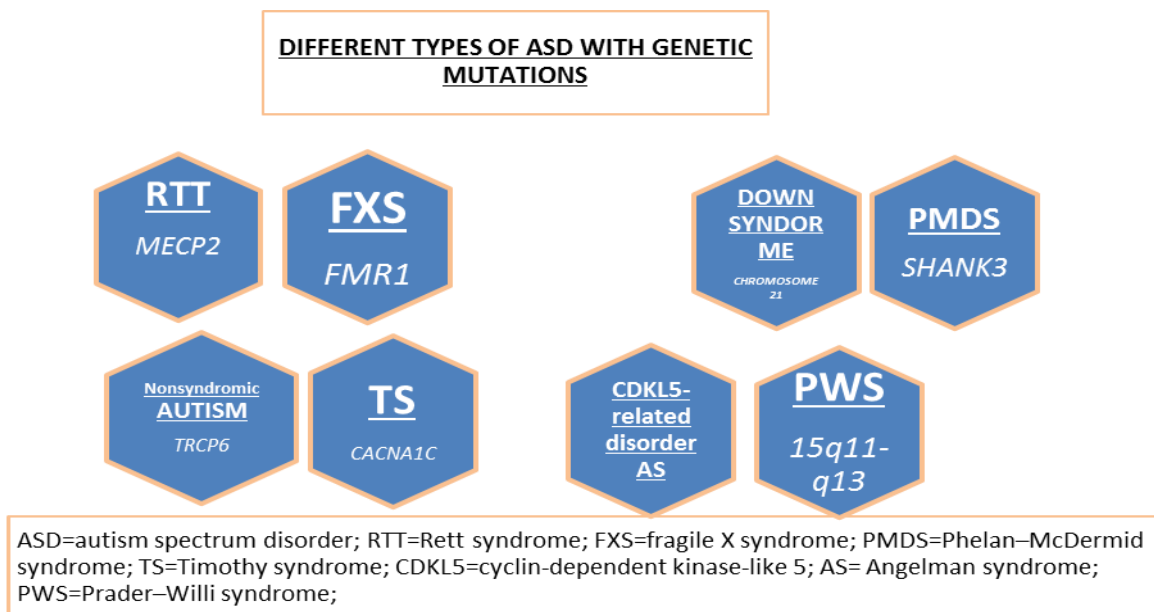 DIFFERENT TYPES OF ASD WITH GENETIC
MUTATIONS
RTT
MECP2
FXS
FMR1
DOWN
SYNDOR
ME
CHROMOSOME
21
PMDS
SHANK3
Nonsyndromic
AUTISM
TRCP6
TS
CACNA1C
CDKL5-
related
disorder
AS
PWS
15q11-
q13
ASD=autism spectrum disorder; RTT=Rett syndrome; FXS=fragile X syndrome; PMDS=Phelan–McDermid
syndrome; TS=Timothy syndrome; CDKL5=cyclin-dependent kinase-like 5; AS= Angelman syndrome;
PWS=Prader–Willi syndrome;